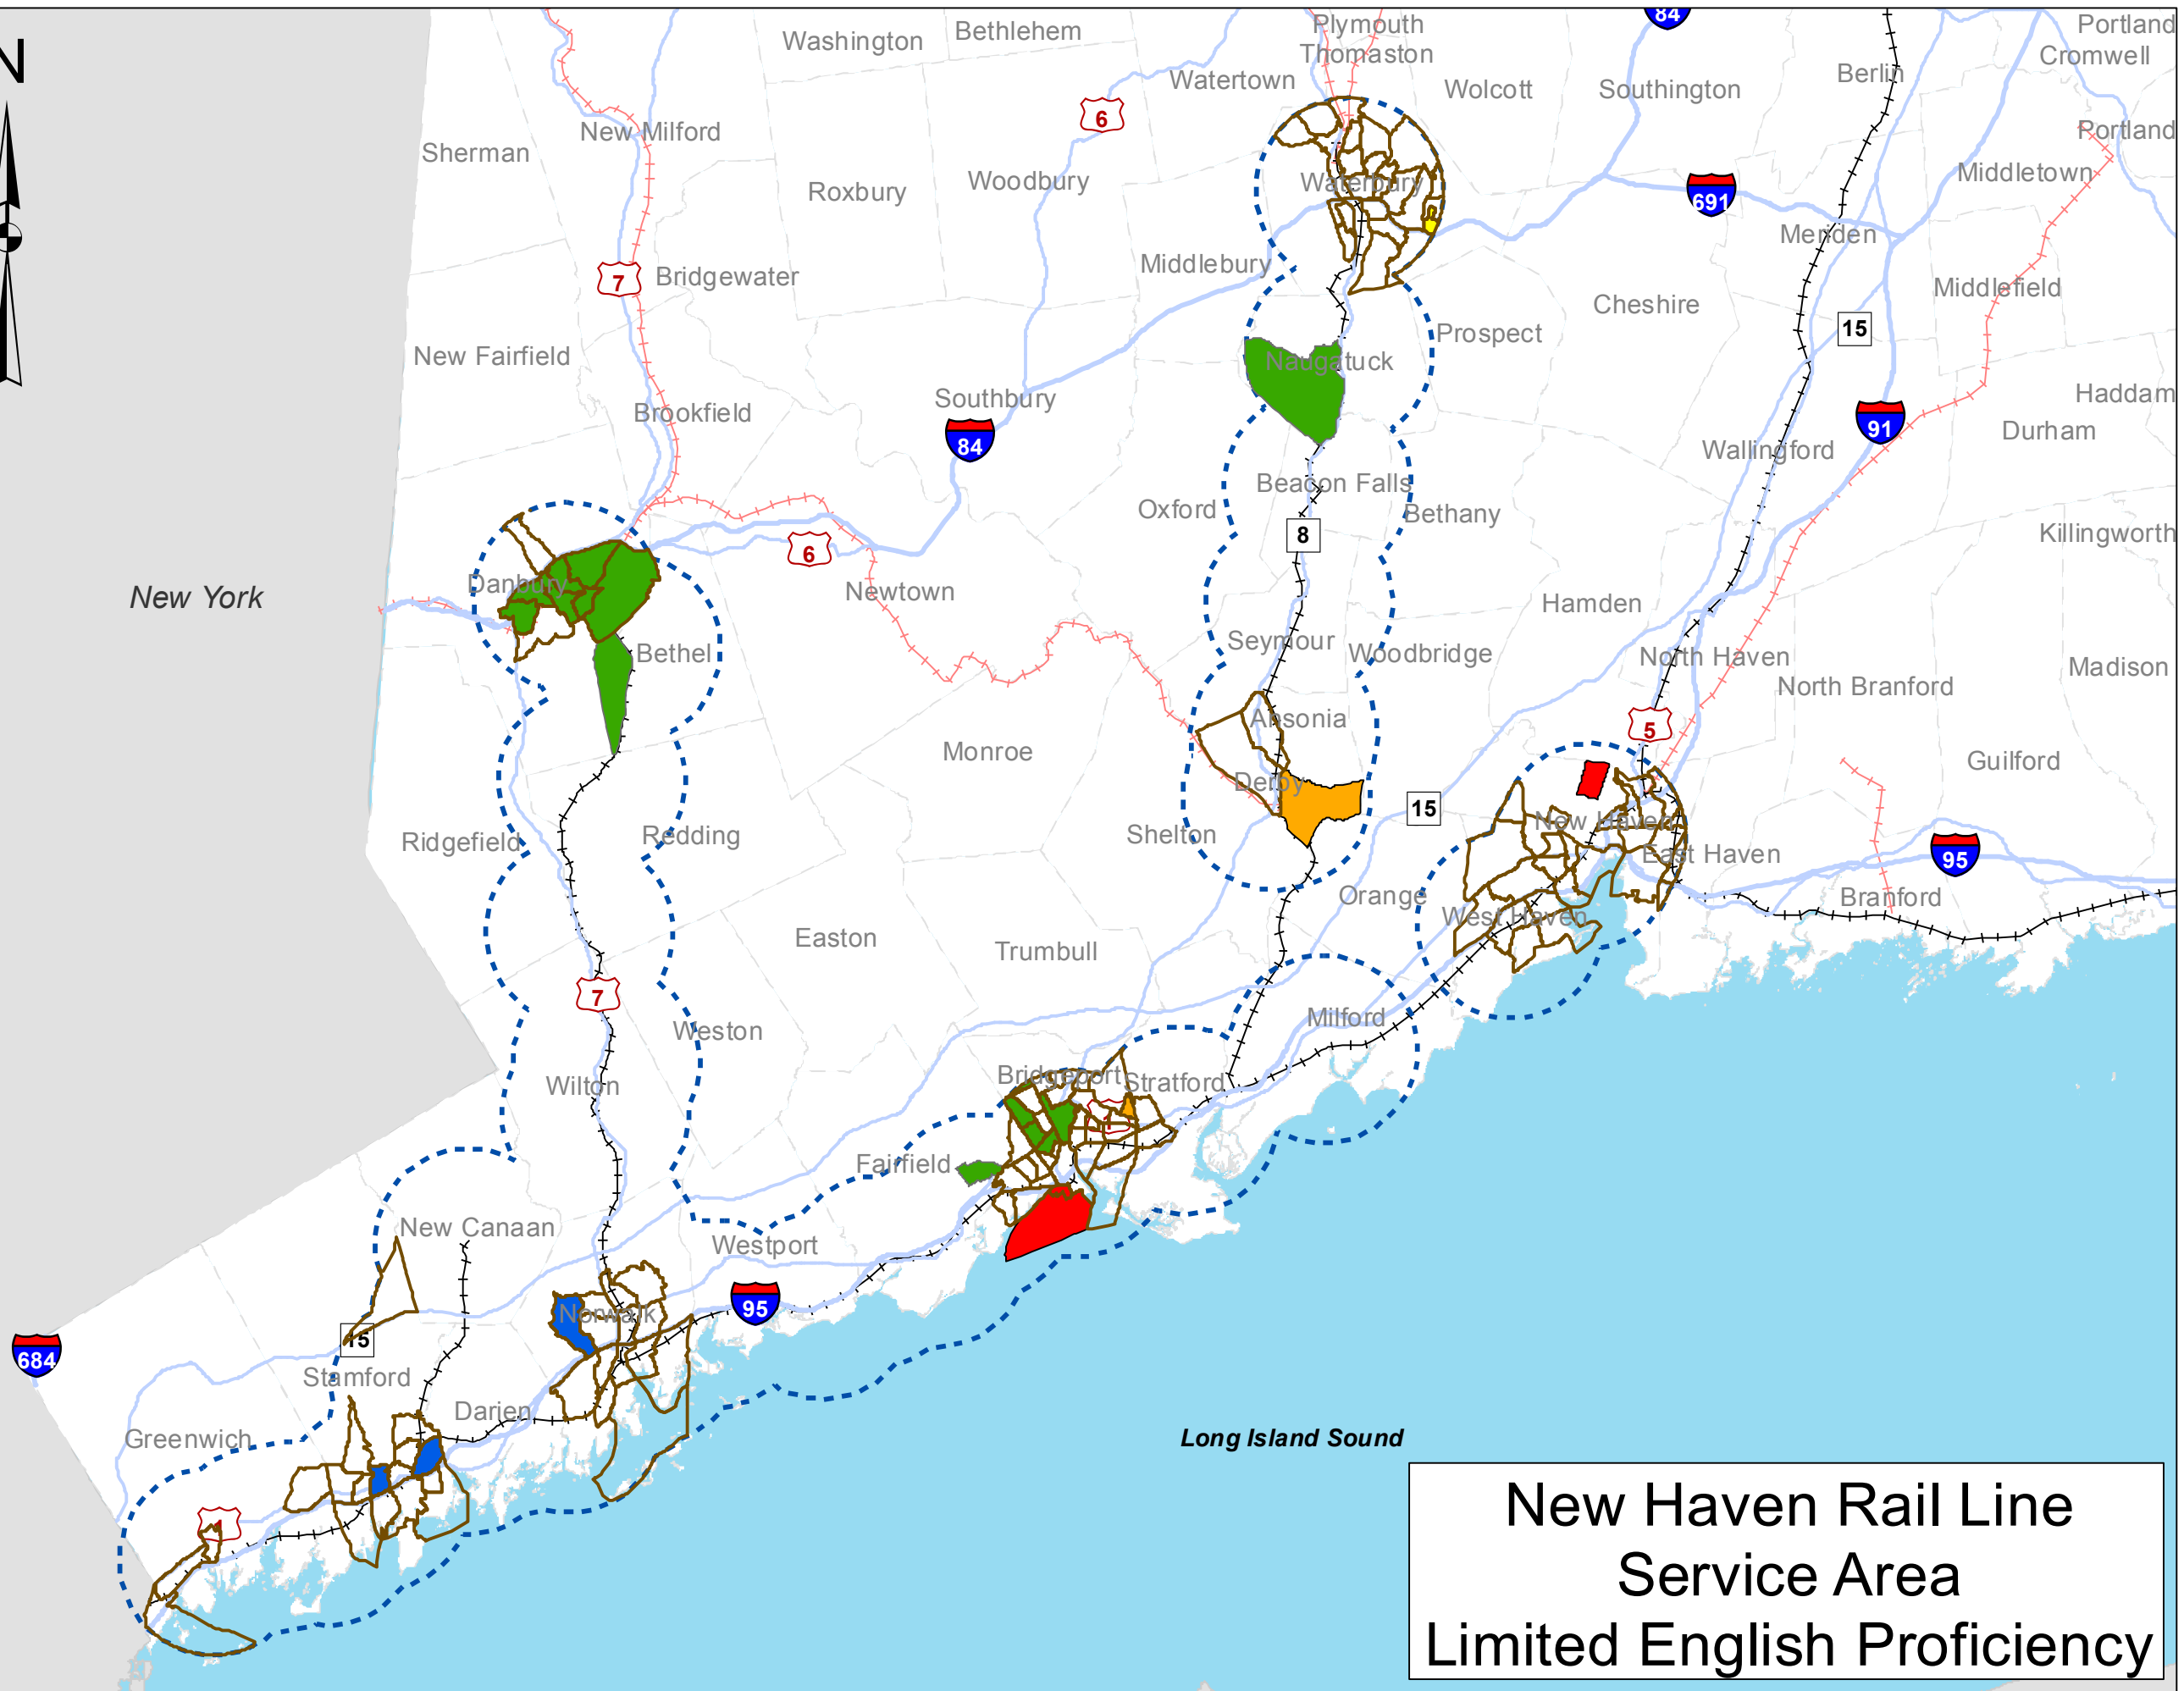 N
84
Plymouth
Portland
Washington
Bethlehem
Thomaston
Cromwell
Watertown
Wolcott
Southington
Berlin
6
New Milford
Portland
Sherman
Middletown
Roxbury
Woodbury
Waterbury
691
Meriden
Middlebury
7
Bridgewater
Middlefield
Cheshire
Prospect
15
New Fairfield
Naugatuck
Haddam
Southbury
Brookfield
84
91
Durham
Wallingford
Beacon Falls
Oxford
Bethany
8
Killingworth
6
Danbury
Newtown
New York
Hamden
Seymour
Bethel
Woodbridge
North Haven
Madison
North Branford
Absonia
5
Monroe
Guilford
Derby
15
New Haven
Shelton
Ridgefield
Redding
East Haven
95
Orange
Branford
West Haven
Easton
Trumbull
7
Milford
Weston
Bridgeport
Stratford
Wilton
1
Fairfield
New Canaan
Westport
95
Norwalk
15
684
Stamford
Darien
Greenwich
Long Island Sound
1
New Haven Rail Line
Service Area
Limited English Proficiency